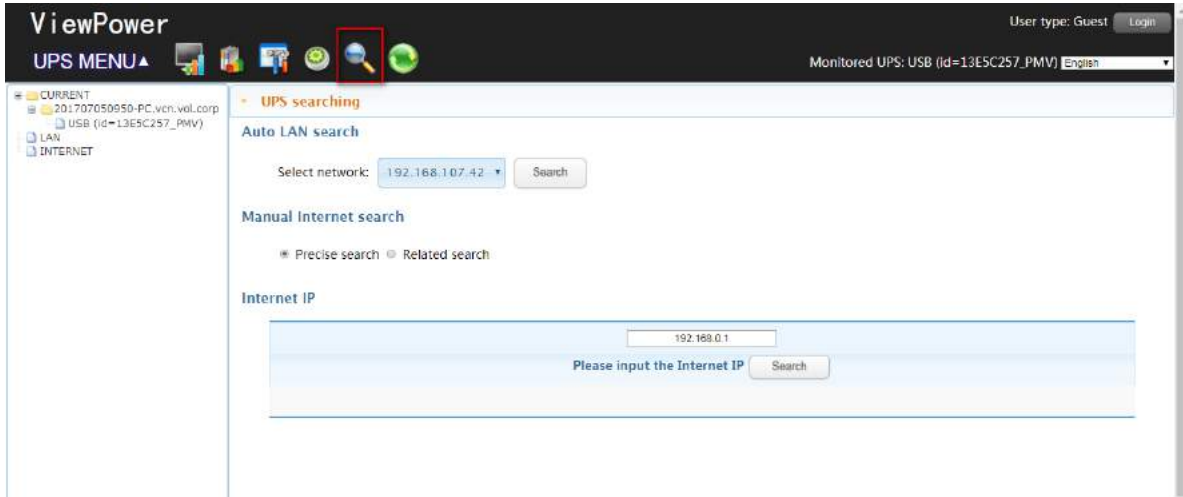 ViewPower
User type: Guest Login
UPS MENU▲
Monitored UPS: USB (id=13E5C257_PMV) English
CURRENT
201707050950-PC.vcn.vol.corp
USB (id=13E5C257_PMV)
LAN
INTERNET
UPS searching
Auto LAN search
Select network: 192.168.107.42 Search
Manual Internet search
Precise search Related search
Internet IP
192.168.0.1
Please input the Internet IP Search